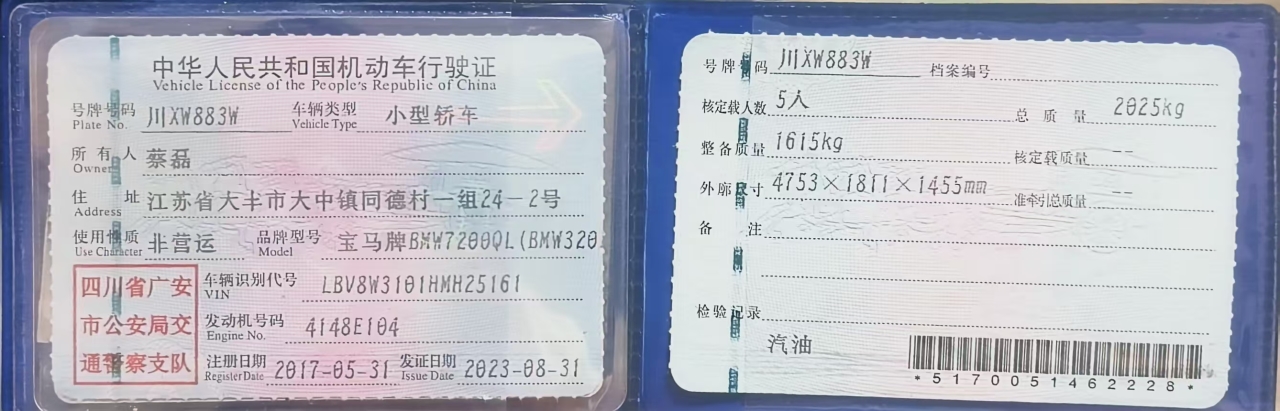 中华人民共和国机动车行驶证
Vehicle License of the People's Republic of China
号牌号码 川XW883W 车辆类型 小型轿车
Plate No. Vehicle Type
所有人 蔡磊
Owner
住址 江苏省大丰市大中镇同德村一组24-2号
Address
使用性质 非营运 品牌型号 宝马牌BMW7200QL(BMW320
Use Character Model
四川省广安
市公安局交
通警察支队
车辆识别代号 LBV8W3101HMH25161
VIN
发动机号码 4148E104
Engine No.
注册日期 2017-05-31 发证日期 2023-08-31
Register Date Issue Date
号牌号码 川XW883W 档案编号
核定载人数 5人 总质量 2025kg
整备质量 1615kg 核定载质量 --
外廓尺寸 4753×1811×1455mm 准牵引总质量 --
备注
检验记录
汽油
*5170051462228*